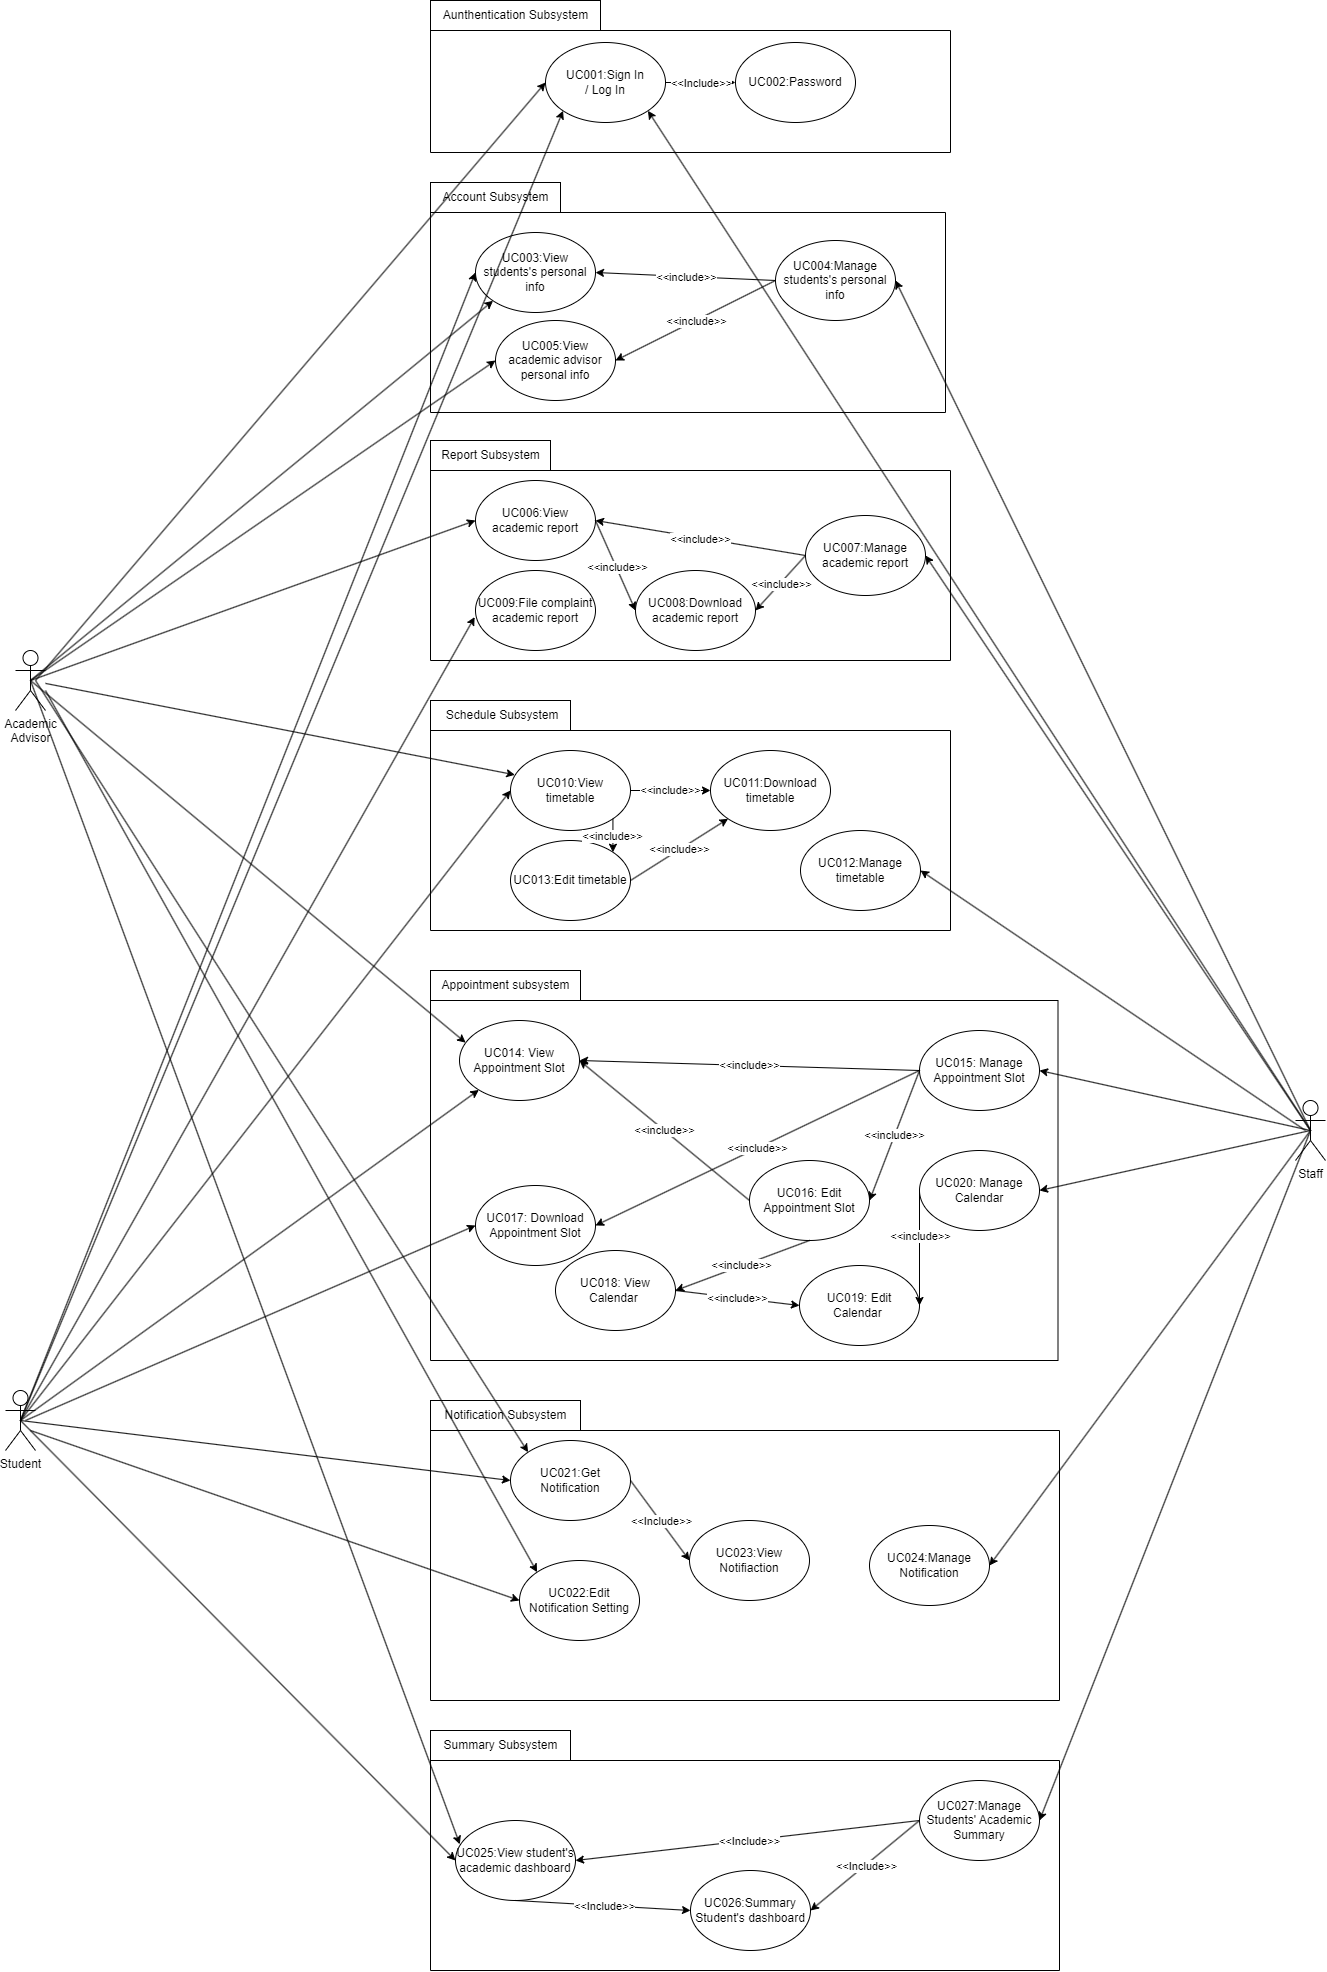 Aunthentication Subsystem
UC001:Sign In
/ Log In
<<Include>>
UC002:Password
Account Subsystem
UC003:View
students's personal
info
<<include>>
UC004:Manage
students's personal
info
<<include>>
UC005:View
academic advisor
personal info
Report Subsystem
UC006:View
academic report
<<include>>
UC007:Manage
academic report
<<include>>
<<include>>
UC009:File complaint
academic report
UC008:Download
academic report
Academic
Advisor
Schedule Subsystem
UC010:View
timetable
<<include>>
UC011:Download
timetable
<<include>>
<<include>>
UC012:Manage
timetable
UC013:Edit timetable
Appointment subsystem
UC014: View
Appointment Slot
<<include>>
UC015: Manage
Appointment Slot
<<include>>
<<include>>
<<include>>
UC016: Edit
Appointment Slot
UC020: Manage
Calendar
Staff
UC017: Download
Appointment Slot
<<include>>
<<include>>
UC018: View
Calendar
<<include>>
UC019: Edit
Calendar
Student
Notification Subsystem
UC021:Get
Notification
<<Include>>
UC023:View
Notifiaction
UC024:Manage
Notification
UC022:Edit
Notification Setting
Summary Subsystem
UC027:Manage
Students' Academic
Summary
<<Include>>
UC025:View student's
academic dashboard
<<Include>>
<<Include>>
UC026:Summary
Student's dashboard